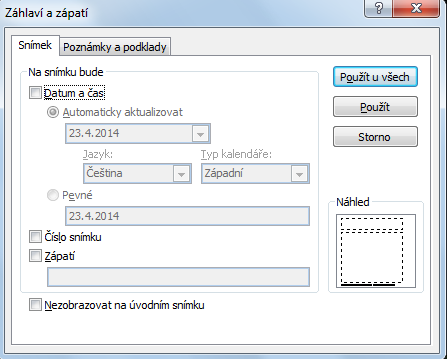 Záhlaví a zápatí
Snímek
Poznámky a podklady
Na snímku bude
Datum a čas
Automaticky aktualizovat
23.4.2014
Jazyk:
Typ kalendáře:
Čeština
Západní
Pevné
23.4.2014
Číslo snímku
Zápatí
Nezobrazovat na úvodním snímku
Použít u všech
Použít
Storno
Náhled